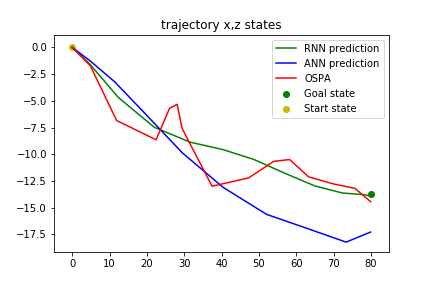 trajectory x,z states
RNN prediction
ANN prediction
OSPA
Goal state
Start state
0.0
−2.5
−5.0
−7.5
−10.0
−12.5
−15.0
−17.5
0 10 20 30 40 50 60 70 80